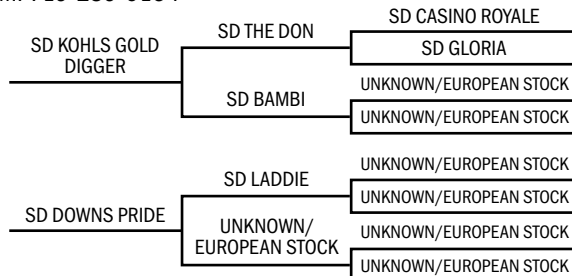 SD CASINO ROYALE
SD THE DON
SD KOHLS GOLD
DIGGER
SD GLORIA
UNKNOWN/EUROPEAN STOCK
SD BAMBI
UNKNOWN/EUROPEAN STOCK
UNKNOWN/EUROPEAN STOCK
SD LADDIE
UNKNOWN/EUROPEAN STOCK
SD DOWNS PRIDE
UNKNOWN/
EUROPEAN STOCK
UNKNOWN/EUROPEAN STOCK
UNKNOWN/EUROPEAN STOCK